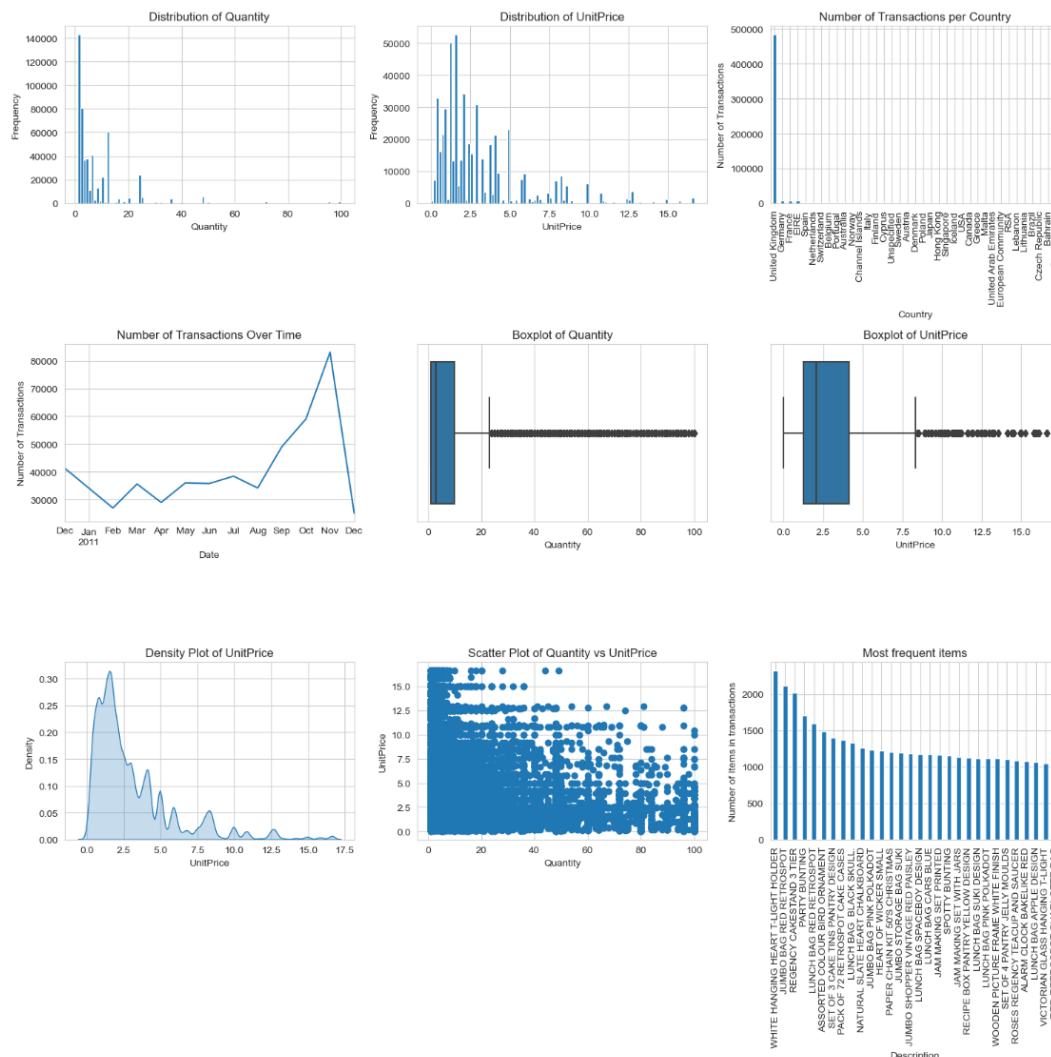 Distribution of Quantity
140000
120000
100000
80000
60000
40000
20000
0
Frequency
0 20 40 60 80 100
Quantity
Distribution of UnitPrice
50000
40000
30000
20000
10000
0
Frequency
0.0 2.5 5.0 7.5 10.0 12.5 15.0
UnitPrice
Number of Transactions per Country
500000
400000
300000
200000
100000
0
Number of Transactions
United Kingdom
Germany
France
EIRE
Spain
Netherlands
Switzerland
Belgium
Portugal
Australia
Norway
Channel Islands
Italy
Finland
Cyprus
Unspecified
Sweden
Austria
Denmark
Poland
Japan
Hong Kong
Singapore
Iceland
USA
Canada
Greece
Malta
United Arab Emirates
European Community
RSA
Lebanon
Lithuania
Brazil
Czech Republic
Bahrain
Country
Number of Transactions Over Time
80000
70000
60000
50000
40000
30000
Number of Transactions
Dec Jan Feb Mar Apr May Jun Jul Aug Sep Oct Nov Dec
2011
Date
Boxplot of Quantity
0 20 40 60 80 100
Quantity
Boxplot of UnitPrice
0.0 2.5 5.0 7.5 10.0 12.5 15.0
UnitPrice
Density Plot of UnitPrice
0.30
0.25
0.20
0.15
0.10
0.05
0.00
Density
0.0 2.5 5.0 7.5 10.0 12.5 15.0 17.5
UnitPrice
Scatter Plot of Quantity vs UnitPrice
15.0
12.5
10.0
7.5
5.0
2.5
0.0
UnitPrice
0 20 40 60 80 100
Quantity
Most frequent items
2000
1500
1000
500
0
Number of items in transactions
WHITE HANGING HEART T-LIGHT HOLDER
JUMBO BAG RED RETROSPOT
REGENCY CAKESTAND 3 TIER
PARTY BUNTING
LUNCH BAG RED RETROSPOT
ASSORTED COLOUR BIRD ORNAMENT
SET OF 3 CAKE TINS PANTRY DESIGN
PACK OF 72 RETROSPOT CAKE CASES
LUNCH BAG BLACK SKULL.
NATURAL SLATE HEART CHALKBOARD
JUMBO BAG PINK POLKADOT
HEART OF WICKER SMALL
PAPER CHAIN KIT 50'S CHRISTMAS
JUMBO STORAGE BAG SUKI
JUMBO SHOPPER VINTAGE RED PAISLEY
LUNCH BAG SPACEBOY DESIGN
LUNCH BAG CARS BLUE
JAM MAKING SET PRINTED
SPOTTY BUNTING
JAM MAKING SET WITH JARS
RECIPE BOX PANTRY YELLOW DESIGN
LUNCH BAG SUKI DESIGN
LUNCH BAG PINK POLKADOT
WOODEN PICTURE FRAME WHITE FINISH
SET OF 4 PANTRY JELLY MOULDS
ROSES REGENCY TEACUP AND SAUCER
ALARM CLOCK BAKELIKE RED
LUNCH BAG APPLE DESIGN
VICTORIAN GLASS HANGING T-LIGHT
Description